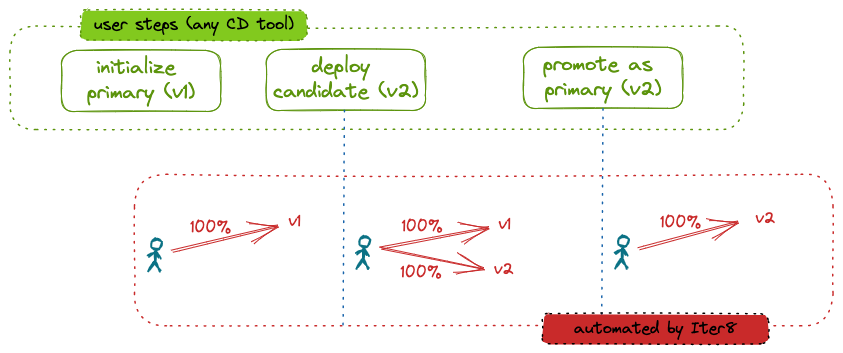 user steps (any CD tool)
initialize
primary (v1)
deploy
candidate (v2)
promote as
primary (v2)
100%
v1
100%
v1
100%
v2
100%
v2
automated by Iter8